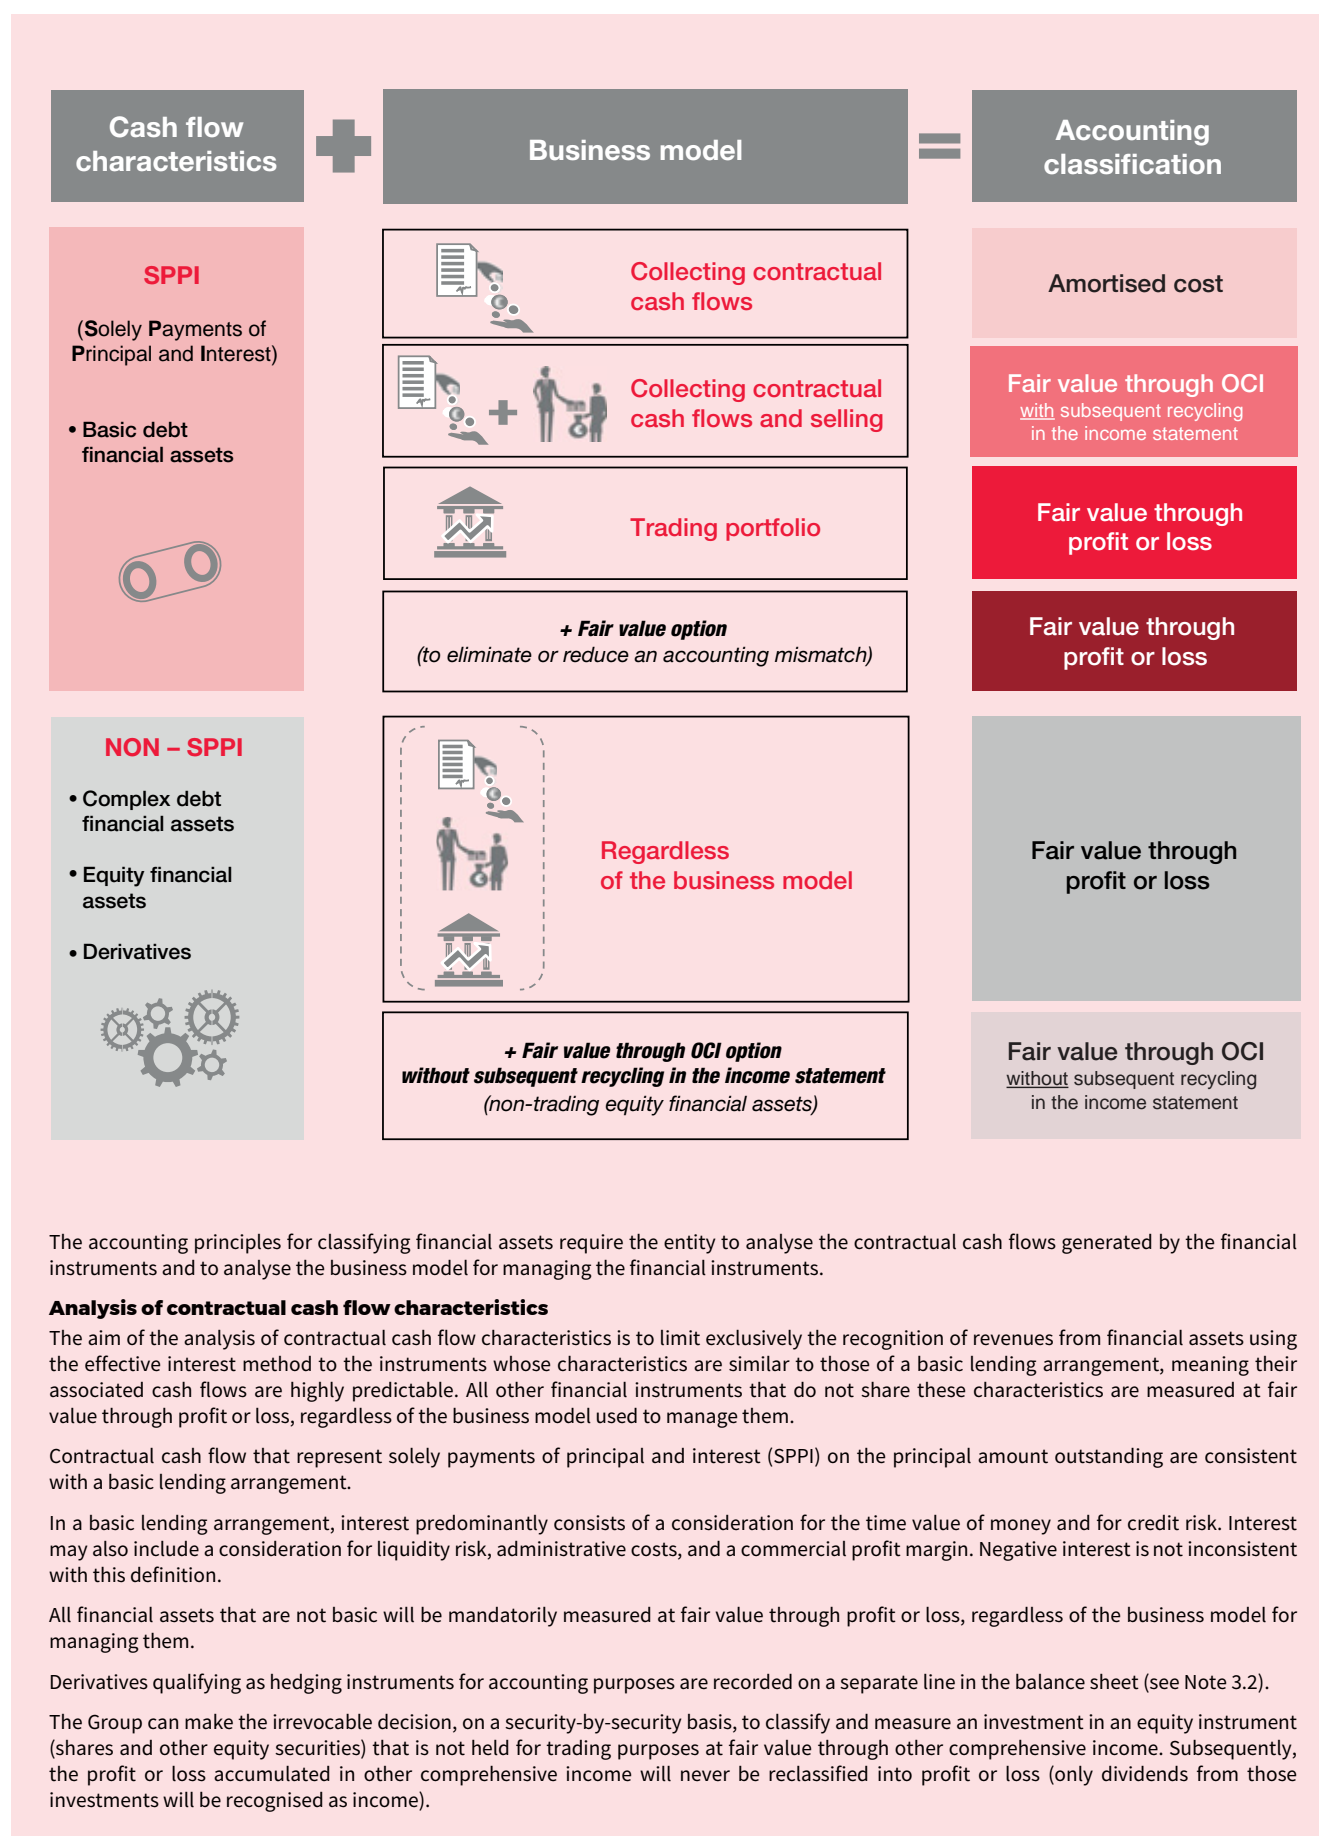 Cash flow
characteristics
Business model
Accounting
classification
SPPI
(Solely Payments of
Principal and Interest)
• Basic debt
financial assets
Collecting contractual
cash flows
Amortised cost
Collecting contractual
cash flows and selling
Fair value through OCI
with subsequent recycling
in the income statement
Trading portfolio
Fair value through
profit or loss
+ Fair value option
(to eliminate or reduce an accounting mismatch)
Fair value through
profit or loss
NON – SPPI
• Complex debt
financial assets
• Equity financial
assets
• Derivatives
Regardless
of the business model
Fair value through
profit or loss
+ Fair value through OCI option
without subsequent recycling in the income statement
(non-trading equity financial assets)
Fair value through OCI
without subsequent recycling
in the income statement
The accounting principles for classifying financial assets require the entity to analyse the contractual cash flows generated by the financial
instruments and to analyse the business model for managing the financial instruments.
Analysis of contractual cash flow characteristics
The aim of the analysis of contractual cash flow characteristics is to limit exclusively the recognition of revenues from financial assets using
the effective interest method to the instruments whose characteristics are similar to those of a basic lending arrangement, meaning their
associated cash flows are highly predictable. All other financial instruments that do not share these characteristics are measured at fair
value through profit or loss, regardless of the business model used to manage them.
Contractual cash flow that represent solely payments of principal and interest (SPPI) on the principal amount outstanding are consistent
with a basic lending arrangement.
In a basic lending arrangement, interest predominantly consists of a consideration for the time value of money and for credit risk. Interest
may also include a consideration for liquidity risk, administrative costs, and a commercial profit margin. Negative interest is not inconsistent
with this definition.
All financial assets that are not basic will be mandatorily measured at fair value through profit or loss, regardless of the business model for
managing them.
Derivatives qualifying as hedging instruments for accounting purposes are recorded on a separate line in the balance sheet (see Note 3.2).
The Group can make the irrevocable decision, on a security-by-security basis, to classify and measure an investment in an equity instrument
(shares and other equity securities) that is not held for trading purposes at fair value through other comprehensive income. Subsequently,
the profit or loss accumulated in other comprehensive income will never be reclassified into profit or loss (only dividends from those
investments will be recognised as income).